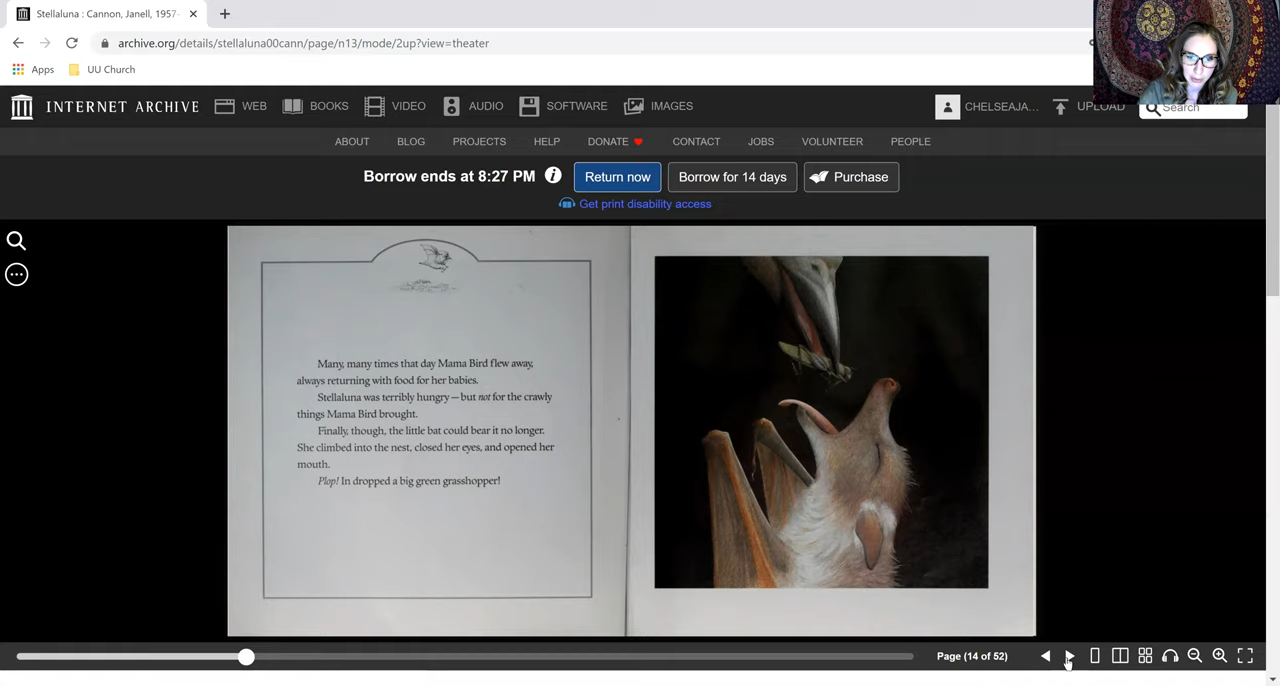 Stellaluna : Cannon, Janell, 1957-
archive.org/details/stellaluna00cann/page/n13/mode/2up?view=theater
Apps UU Church
INTERNET ARCHIVE WEB BOOKS VIDEO AUDIO SOFTWARE IMAGES CHELSEAJA... UPLOAD Search
ABOUT BLOG PROJECTS HELP DONATE CONTACT JOBS VOLUNTEER PEOPLE
Borrow ends at 8:27 PM Return now Borrow for 14 days Purchase
Get print disability access
Many, many times that day Mama Bird flew away,
always returning with food for her babies.
Stellaluna was terribly hungry — but not for the crawly
things Mama Bird brought.
Finally, though, the little bat could bear it no longer.
She climbed into the nest, closed her eyes, and opened her
mouth.
Plop! In dropped a big green grasshopper!
Page (14 of 52)